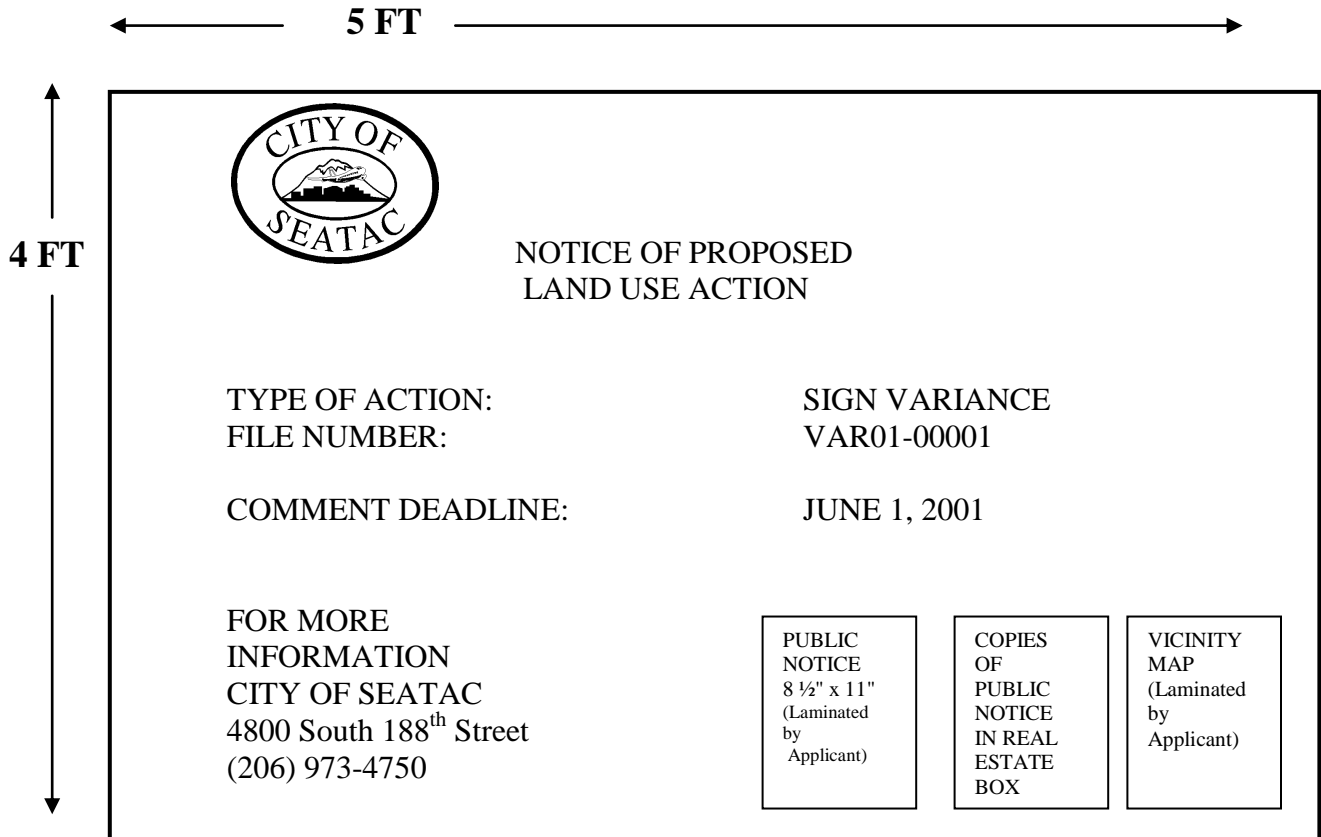 5 FT
4 FT
CITY OF
SEATAC
NOTICE OF PROPOSED
LAND USE ACTION
TYPE OF ACTION: SIGN VARIANCE
FILE NUMBER: VAR01-00001
COMMENT DEADLINE: JUNE 1, 2001
FOR MORE
INFORMATION
CITY OF SEATAC
4800 South 188th Street
(206) 973-4750
PUBLIC
NOTICE
8 ½" x 11"
(Laminated
by
Applicant)
COPIES
OF
PUBLIC
NOTICE
IN REAL
ESTATE
BOX
VICINITY
MAP
(Laminated
by
Applicant)